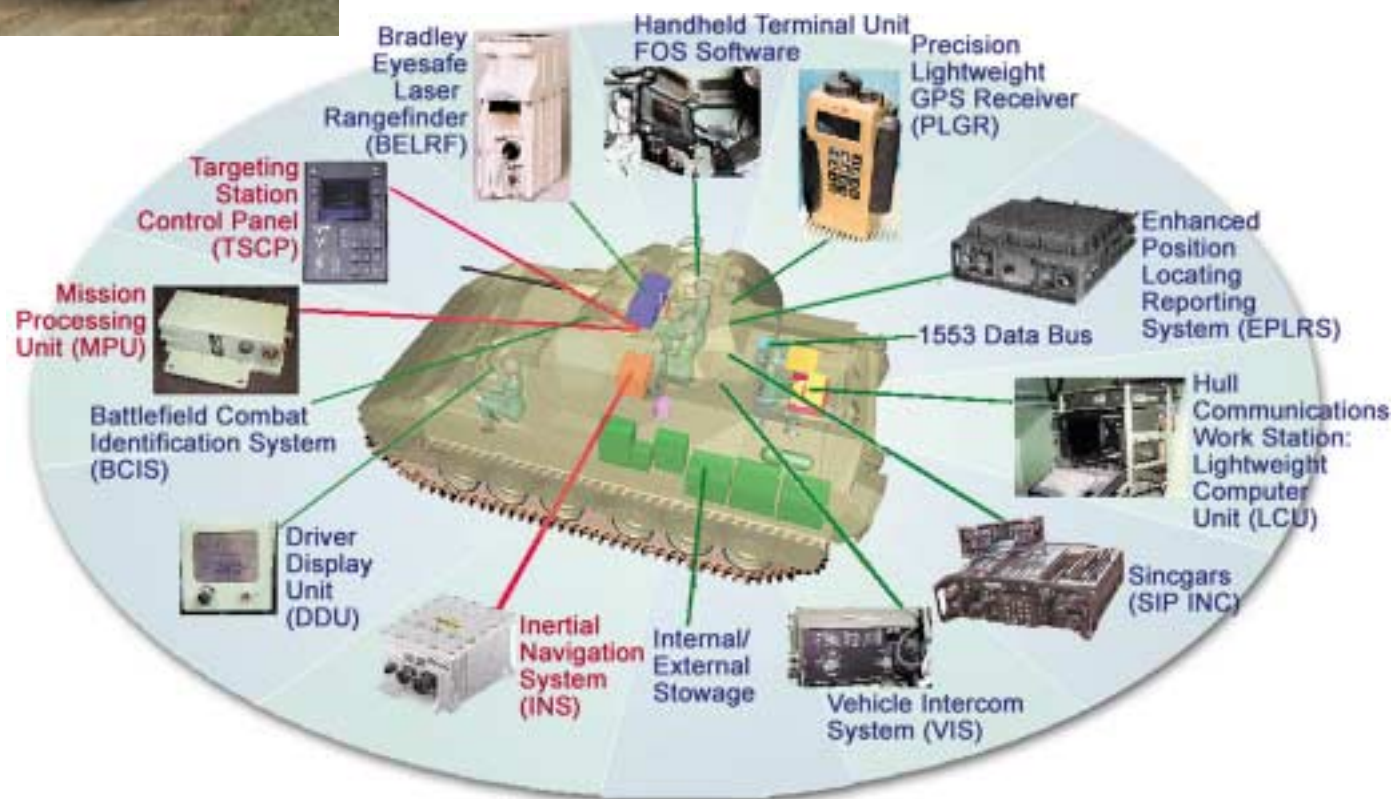 Bradley
Eyesafe
Laser
Rangefinder
(BELRF)
Handheld Terminal Unit
FOS Software
Precision
Lightweight
GPS Receiver
(PLGR)
Targeting
Station
Control Panel
(TSCP)
Enhanced
Position
Locating
Reporting
System (EPLRS)
Mission
Processing
Unit (MPU)
1553 Data Bus
Hull
Communications
Work Station:
Lightweight
Computer
Unit (LCU)
Battlefield Combat
Identification System
(BCIS)
Driver
Display
Unit
(DDU)
Sincgars
(SIP INC)
Inertial
Navigation
System
(INS)
Internal/
External
Stowage
Vehicle Intercom
System (VIS)